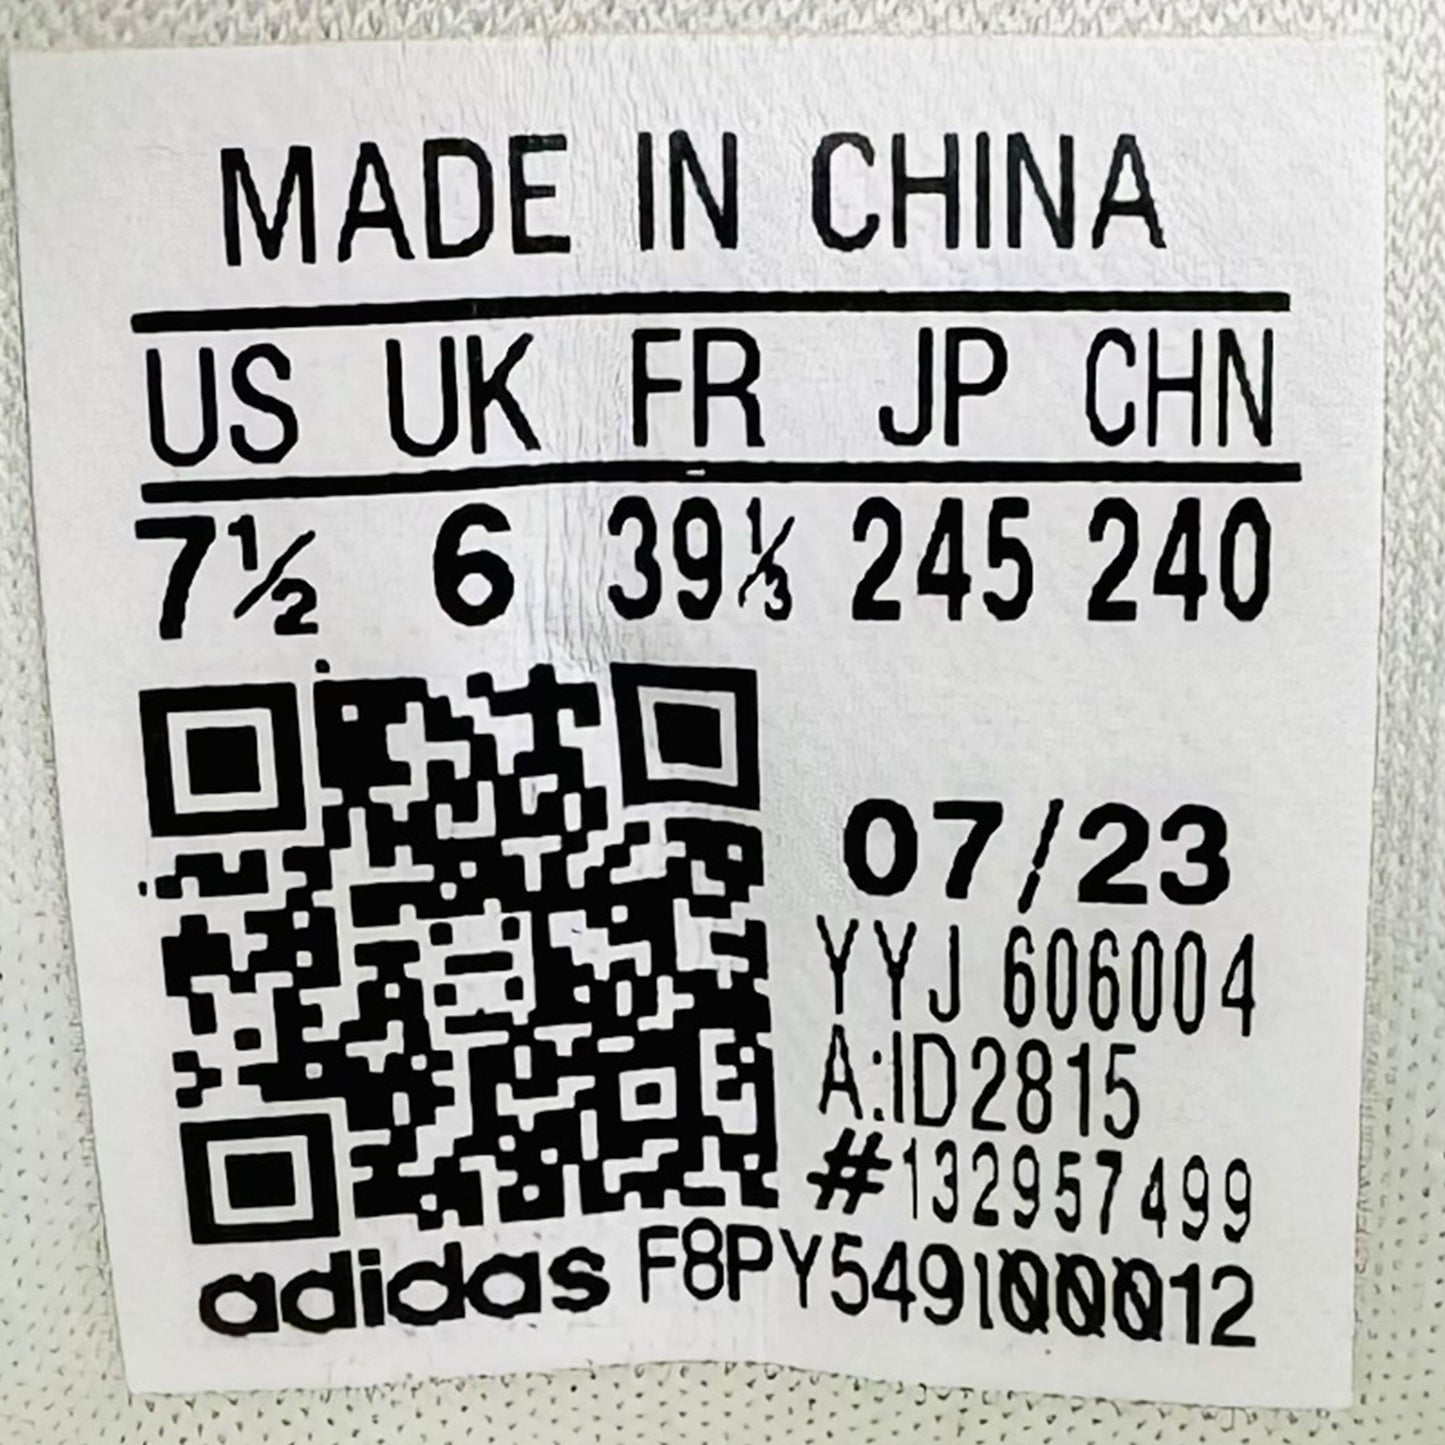 MADE IN CHINA
US UK FR JP CHN
7½ 6 39⅓ 245 240
07/23
YYJ 606004
A:ID2815
#132957499
adidas F8PY549100012